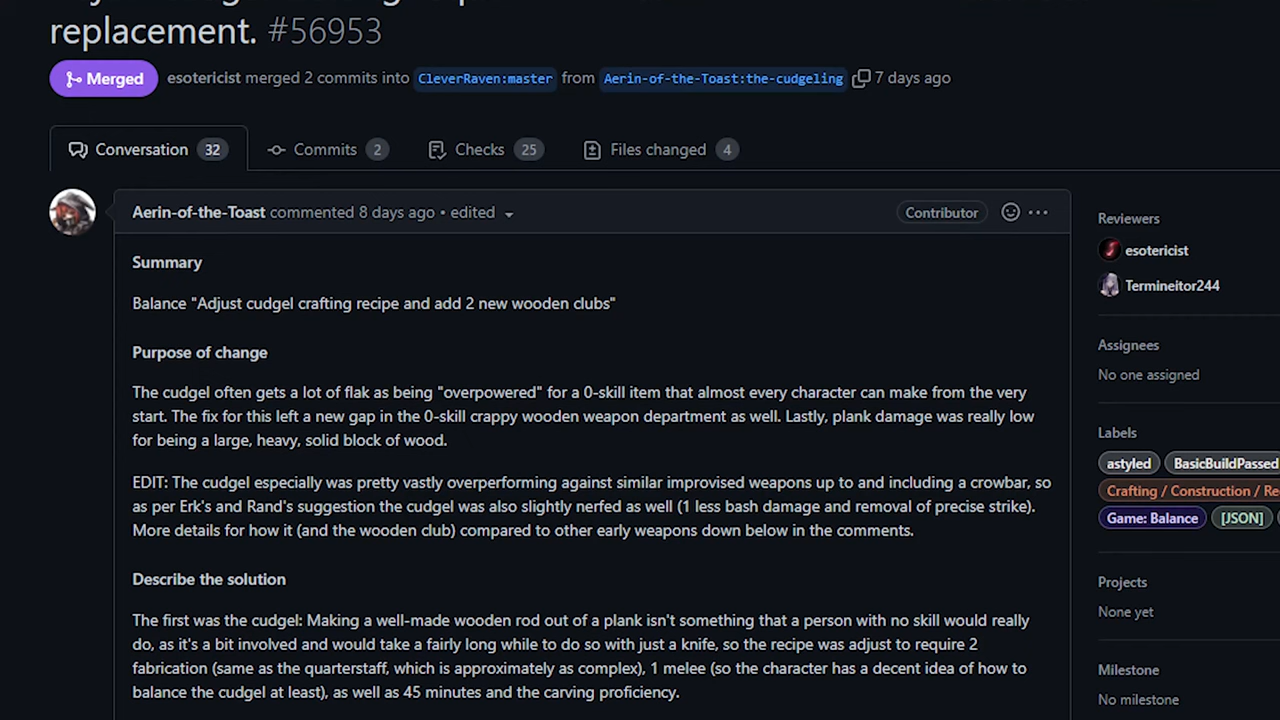 replacement. #56953
Merged esotericist merged 2 commits into CleverRaven:master from Aerin-of-the-Toast:the-cudgeling 7 days ago
Conversation 32 Commits 2 Checks 25 Files changed 4
Aerin-of-the-Toast commented 8 days ago • edited Contributor
Summary
Balance "Adjust cudgel crafting recipe and add 2 new wooden clubs"
Purpose of change
The cudgel often gets a lot of flak as being "overpowered" for a 0-skill item that almost every character can make from the very
start. The fix for this left a new gap in the 0-skill crappy wooden weapon department as well. Lastly, plank damage was really low
for being a large, heavy, solid block of wood.
EDIT: The cudgel especially was pretty vastly overperforming against similar improvised weapons up to and including a crowbar, so
as per Erk's and Rand's suggestion the cudgel was also slightly nerfed as well (1 less bash damage and removal of precise strike).
More details for how it (and the wooden club) compared to other early weapons down below in the comments.
Describe the solution
The first was the cudgel: Making a well-made wooden rod out of a plank isn't something that a person with no skill would really
do, as it's a bit involved and would take a fairly long while to do so with just a knife, so the recipe was adjust to require 2
fabrication (same as the quarterstaff, which is approximately as complex), 1 melee (so the character has a decent idea of how to
balance the cudgel at least), as well as 45 minutes and the carving proficiency.
Reviewers
esotericist
Termineitor244
Assignees
No one assigned
Labels
astyled BasicBuildPassed
Crafting / Construction / Re
Game: Balance [JSON]
Projects
None yet
Milestone
No milestone